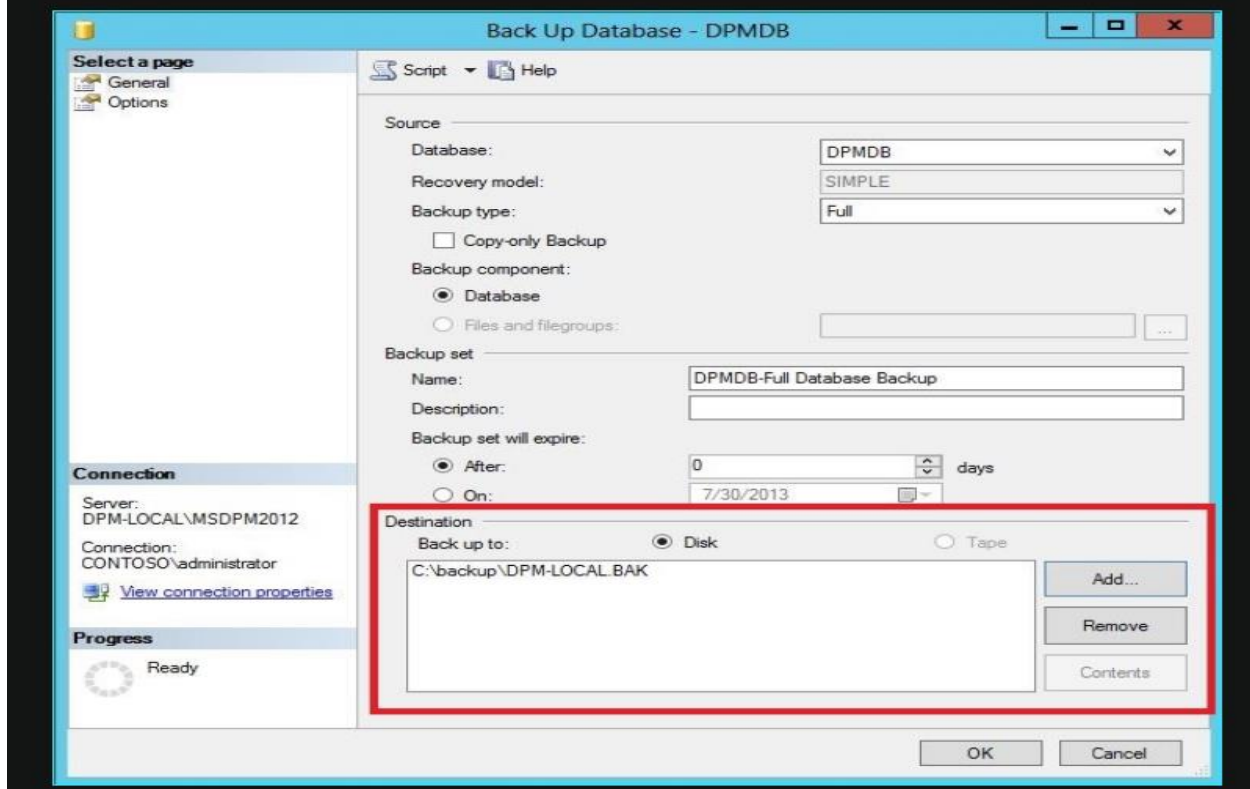 Back Up Database - DPMDB
Select a page
General
Options
Script
Help
Source
Database: DPMDB
Recovery model: SIMPLE
Backup type: Full
Copy-only Backup
Backup component:
Database
Files and filegroups: ...
Backup set
Name: DPMDB-Full Database Backup
Description:
Backup set will expire:
After: 0 days
On: 7/30/2013
Connection
Server:
DPM-LOCAL\MSDPM2012
Connection:
CONTOSO\administrator
View connection properties
Progress
Ready
Destination
Back up to: Disk Tape
C:\backup\DPM-LOCAL.BAK
Add...
Remove
Contents
OK Cancel